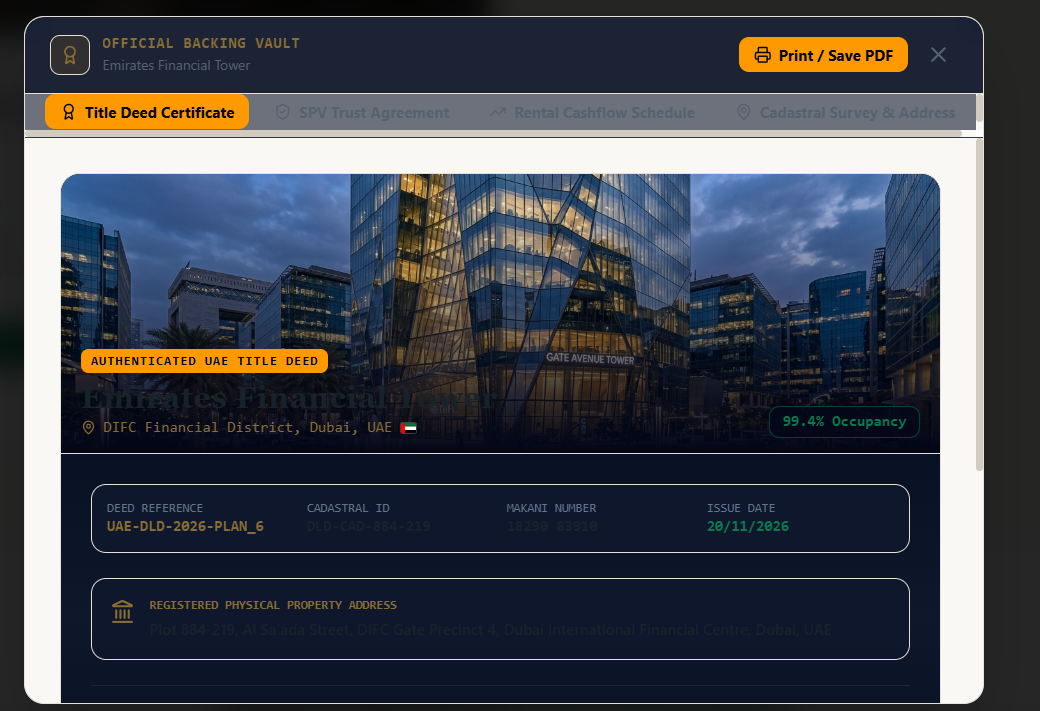 OFFICIAL BACKING VAULT
Emirates Financial Tower
Print / Save PDF
Title Deed Certificate
SPV Trust Agreement
Rental Cashflow Schedule
Cadastral Survey & Address
GATE AVENUE TOWER
AUTHENTICATED UAE TITLE DEED
Emirates Financial Tower
DIFC Financial District, Dubai, UAE
99.4% Occupancy
DEED REFERENCE
CADASTRAL ID
MAKANI NUMBER
ISSUE DATE
UAE-DLD-2026-PLAN_6
DLD-CAD-884-219
18290 83910
20/11/2026
REGISTERED PHYSICAL PROPERTY ADDRESS
Plot 884-219, Al Sa'ada Street, DIFC Gate Precinct 4, Dubai International Financial Centre, Dubai, UAE